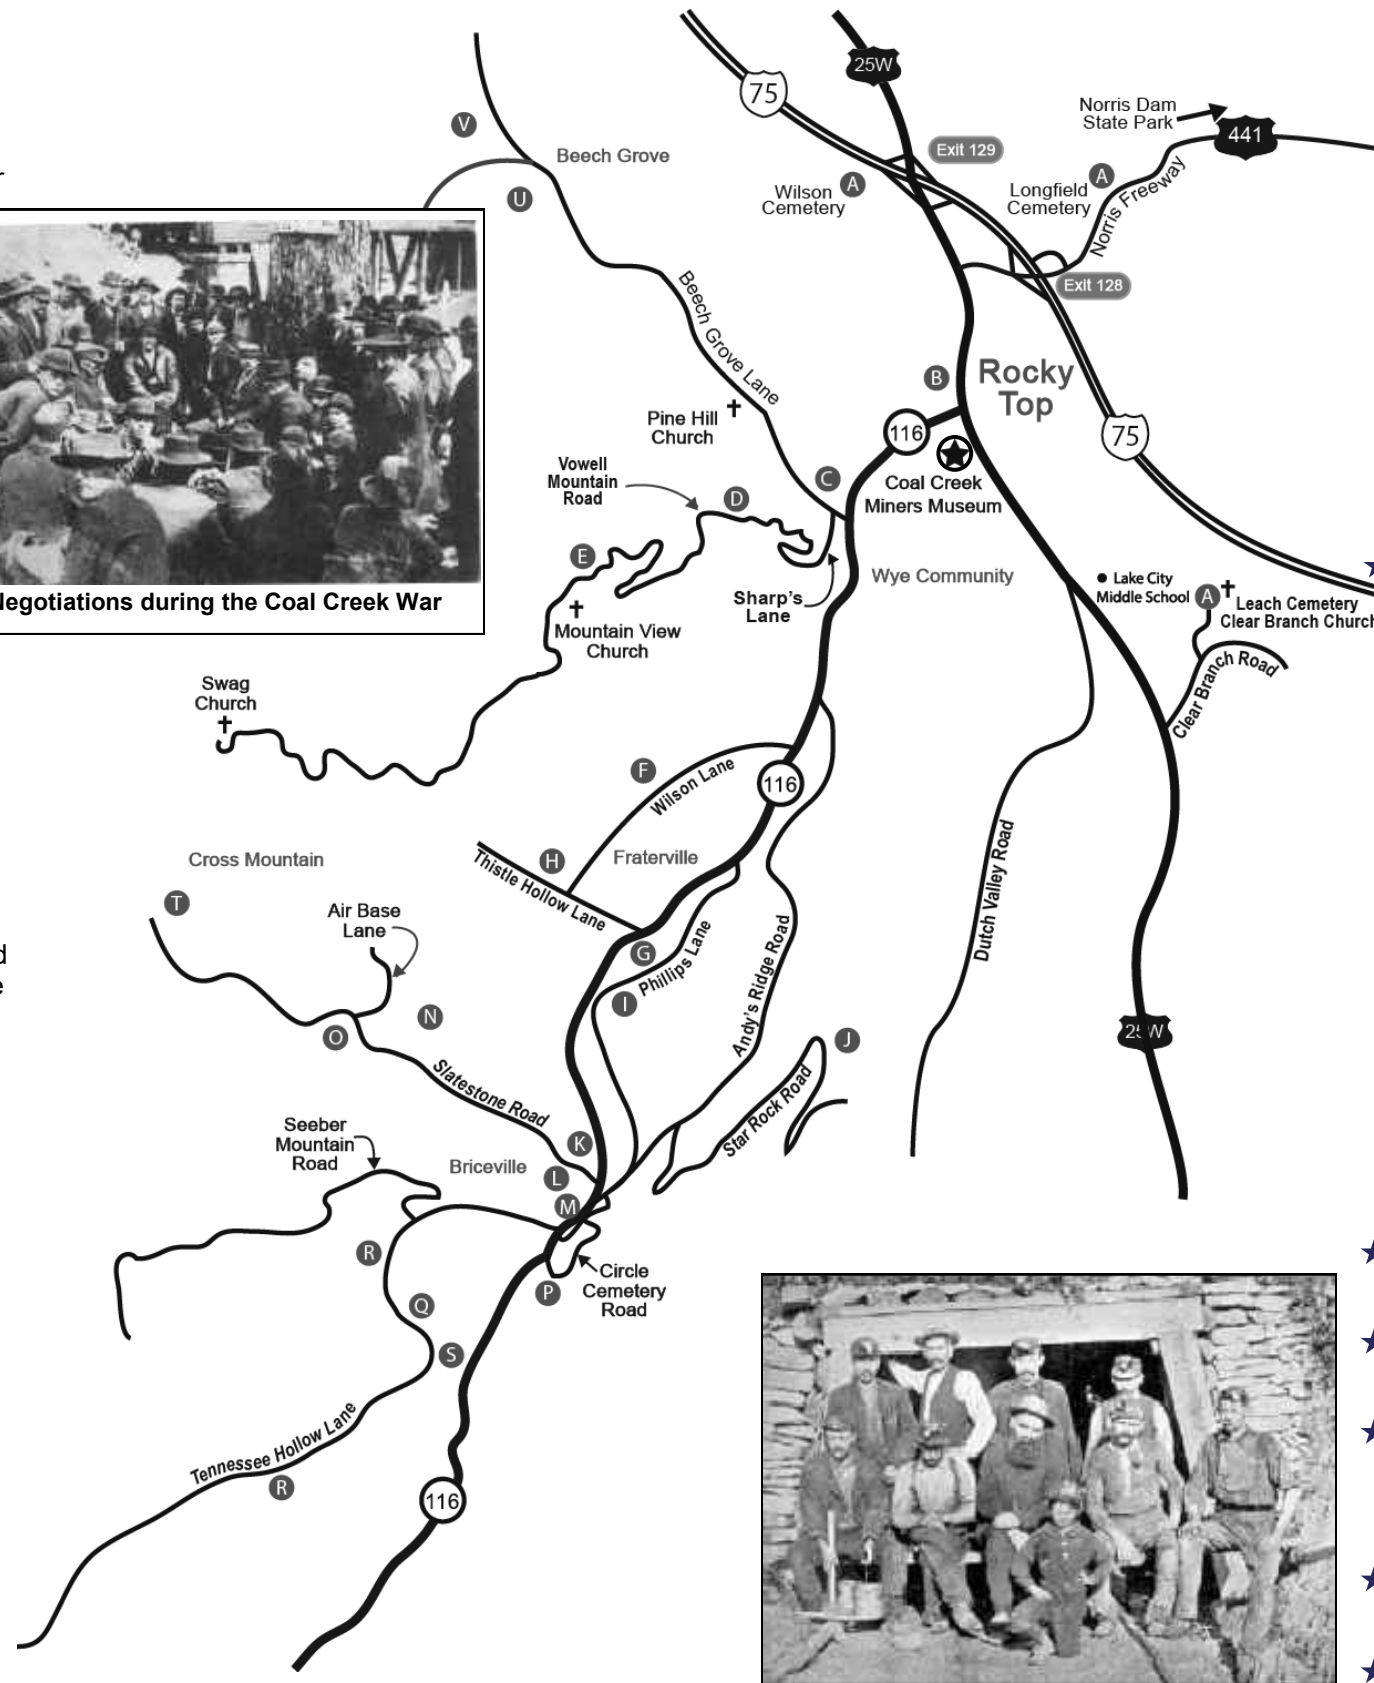 25W
75
Norris Dam
State Park
441
V
Beech Grove
Exit 129
A
U
Wilson
Cemetery
A
Longfield
Cemetery
Norris Freeway
r
Exit 128
Beech Grove Lane
B
Rocky
Top
Pine Hill
Church
116
75
Vowell
Mountain
Road
C
D
Coal Creek
Miners Museum
E
Wye Community
Lake City
Middle School
A
Leach Cemetery
Clear Branch Church
Sharp's
Lane
Negotiations during the Coal Creek War
Mountain View
Church
Clear Branch Road
Swag
Church
F
Wilson Lane
116
Cross Mountain
H
Fraterville
Thistle Hollow Lane
Dutch Valley Road
T
Air Base
Lane
d
e
G
Phillips Lane
I
Andy's Ridge Road
N
O
25W
J
Slatestone Road
Star Rock Road
Seeber
Mountain
Road
K
Briceville
L
M
R
Circle
Cemetery
Road
P
Q
S
Tennessee Hollow Lane
R
116